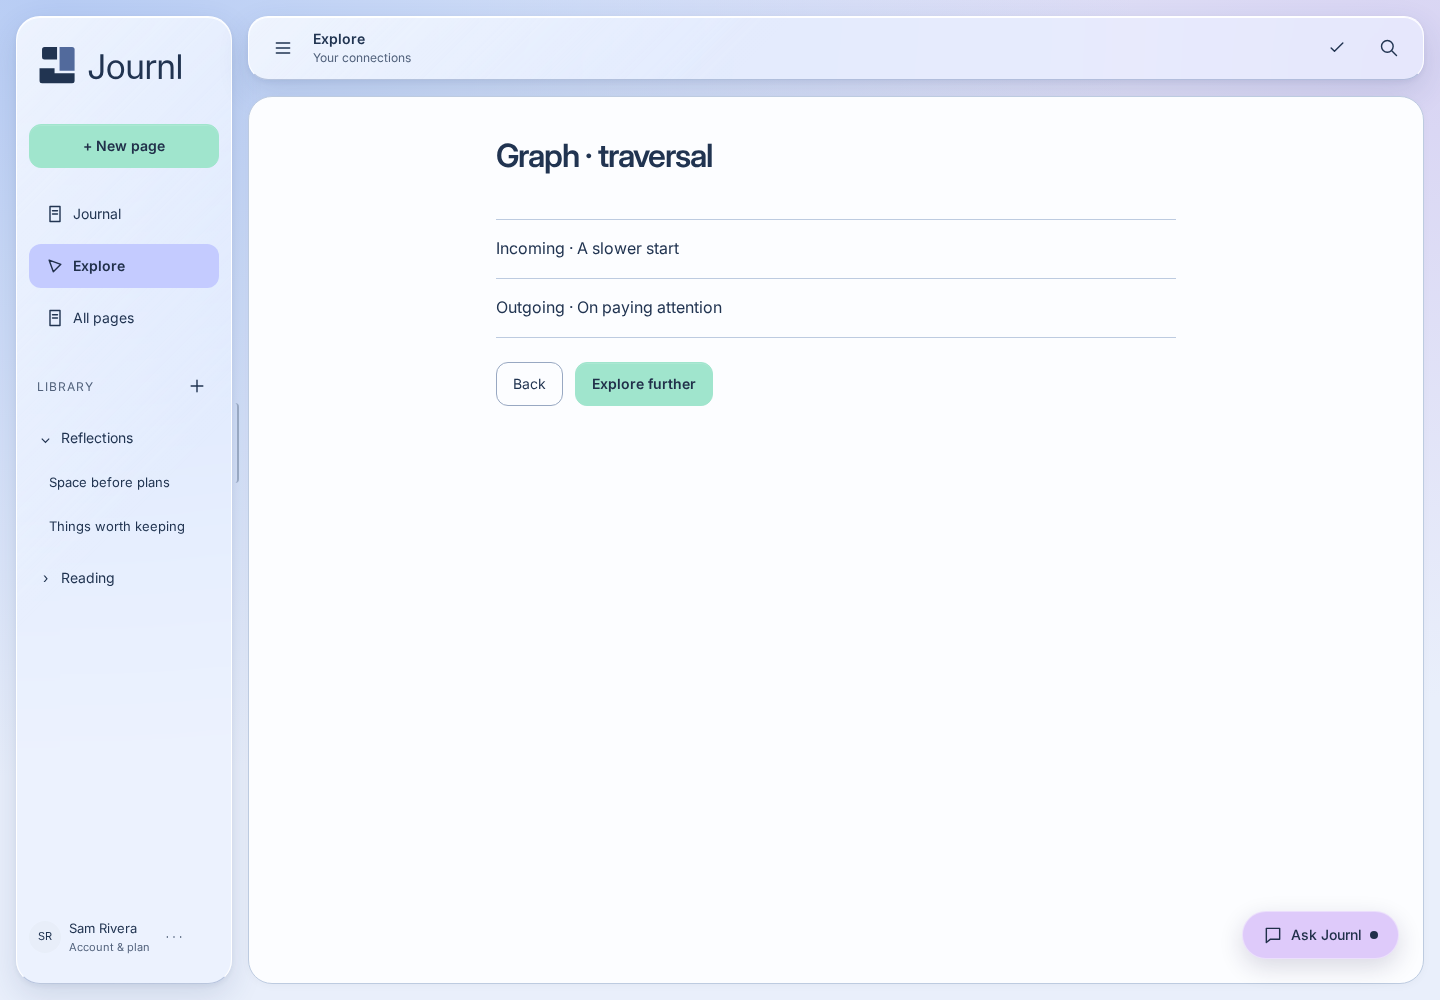 Journl
+ New page
Journal
Explore
All pages
LIBRARY
Reflections
Space before plans
Things worth keeping
Reading
SR
Sam Rivera
Account & plan
...
Explore
Your connections
Graph · traversal
Incoming · A slower start
Outgoing · On paying attention
Back
Explore further
Ask Journl